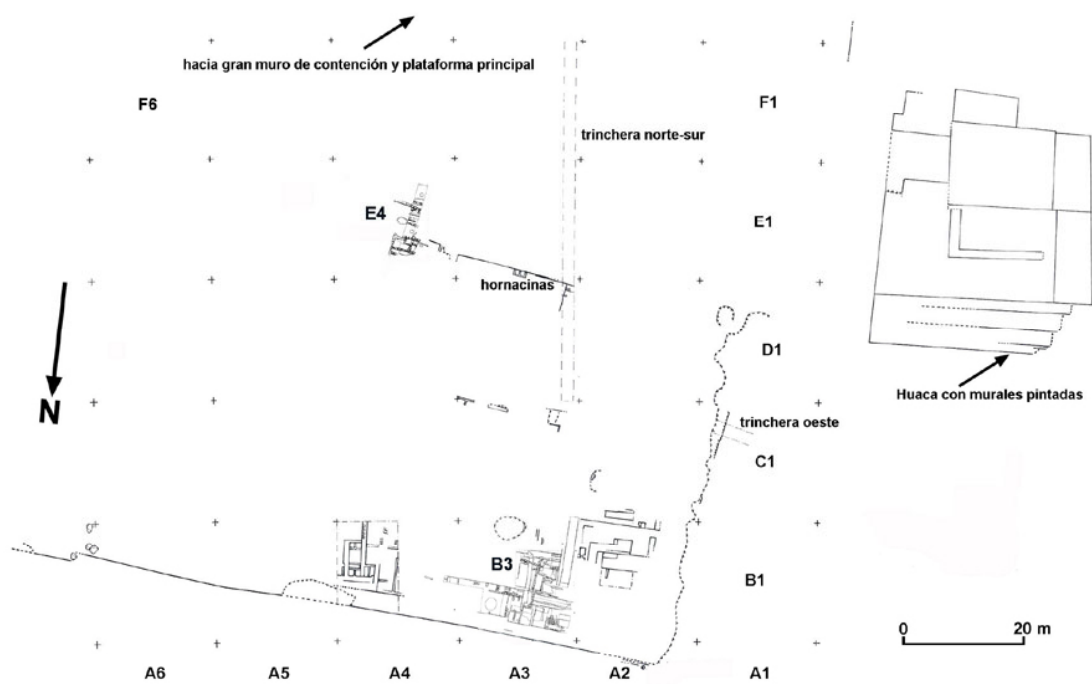 hacia gran muro de contención y plataforma principal
F6
F1
trinchera norte-sur
E4
E1
hornacinas
D1
N
Huaca con murales pintadas
trinchera oeste
C1
B3
B1
0 20 m
A6 A5 A4 A3 A2 A1